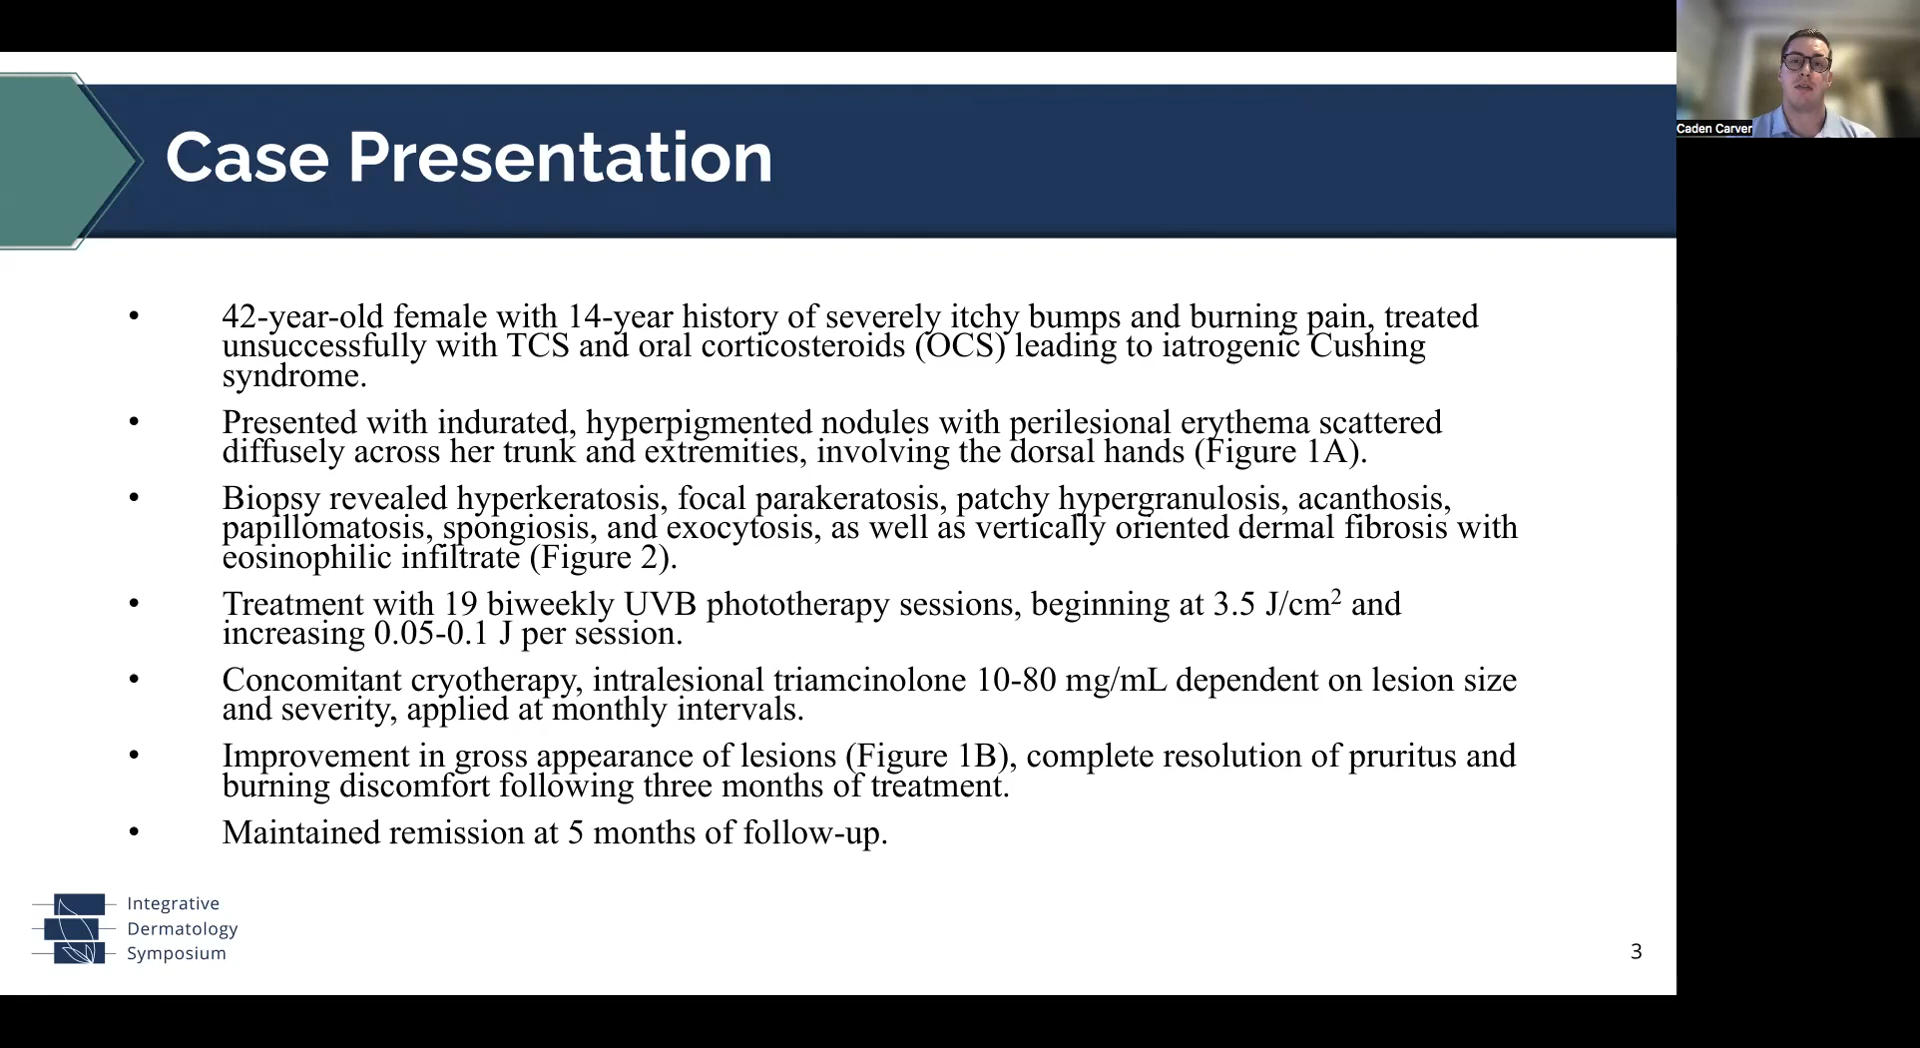 Case Presentation
Caden Carver
• 42-year-old female with 14-year history of severely itchy bumps and burning pain, treated
unsuccessfully with TCS and oral corticosteroids (OCS) leading to iatrogenic Cushing
syndrome.
• Presented with indurated, hyperpigmented nodules with perilesional erythema scattered
diffusely across her trunk and extremities, involving the dorsal hands (Figure 1A).
• Biopsy revealed hyperkeratosis, focal parakeratosis, patchy hypergranulosis, acanthosis,
papillomatosis, spongiosis, and exocytosis, as well as vertically oriented dermal fibrosis with
eosinophilic infiltrate (Figure 2).
• Treatment with 19 biweekly UVB phototherapy sessions, beginning at 3.5 J/cm² and
increasing 0.05-0.1 J per session.
• Concomitant cryotherapy, intralesional triamcinolone 10-80 mg/mL dependent on lesion size
and severity, applied at monthly intervals.
• Improvement in gross appearance of lesions (Figure 1B), complete resolution of pruritus and
burning discomfort following three months of treatment.
• Maintained remission at 5 months of follow-up.
Integrative
Dermatology
Symposium
3